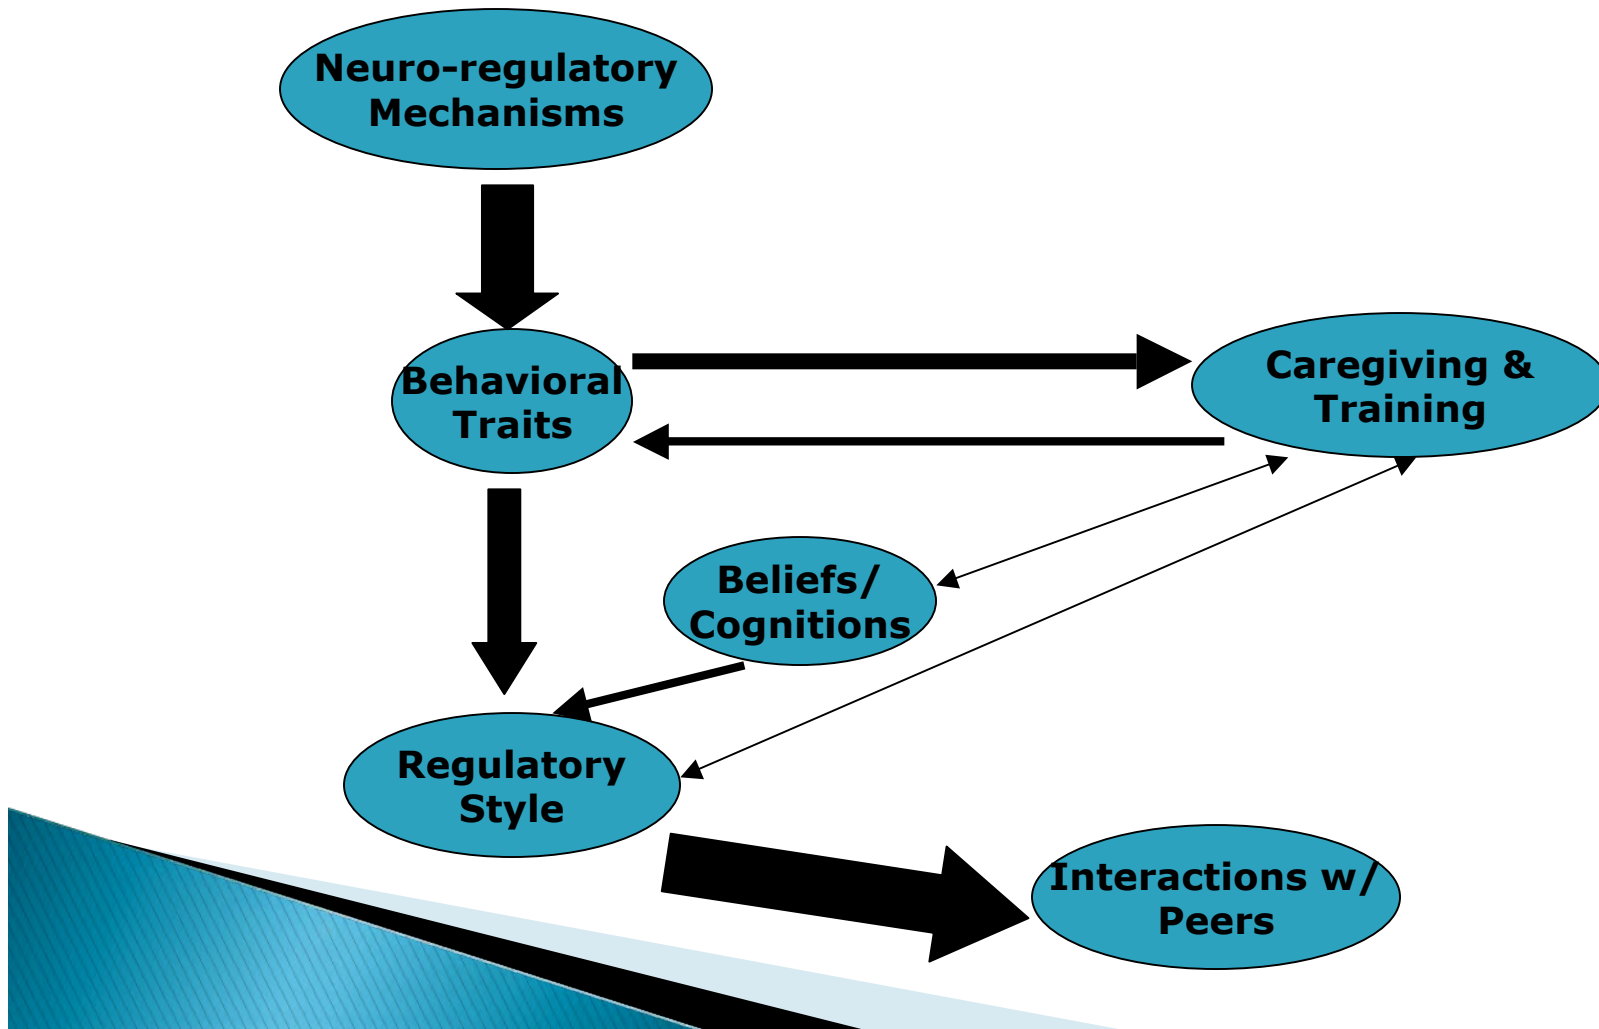 Neuro-regulatory
Mechanisms
Behavioral
Traits
Caregiving &
Training
Beliefs/
Cognitions
Regulatory
Style
Interactions w/
Peers